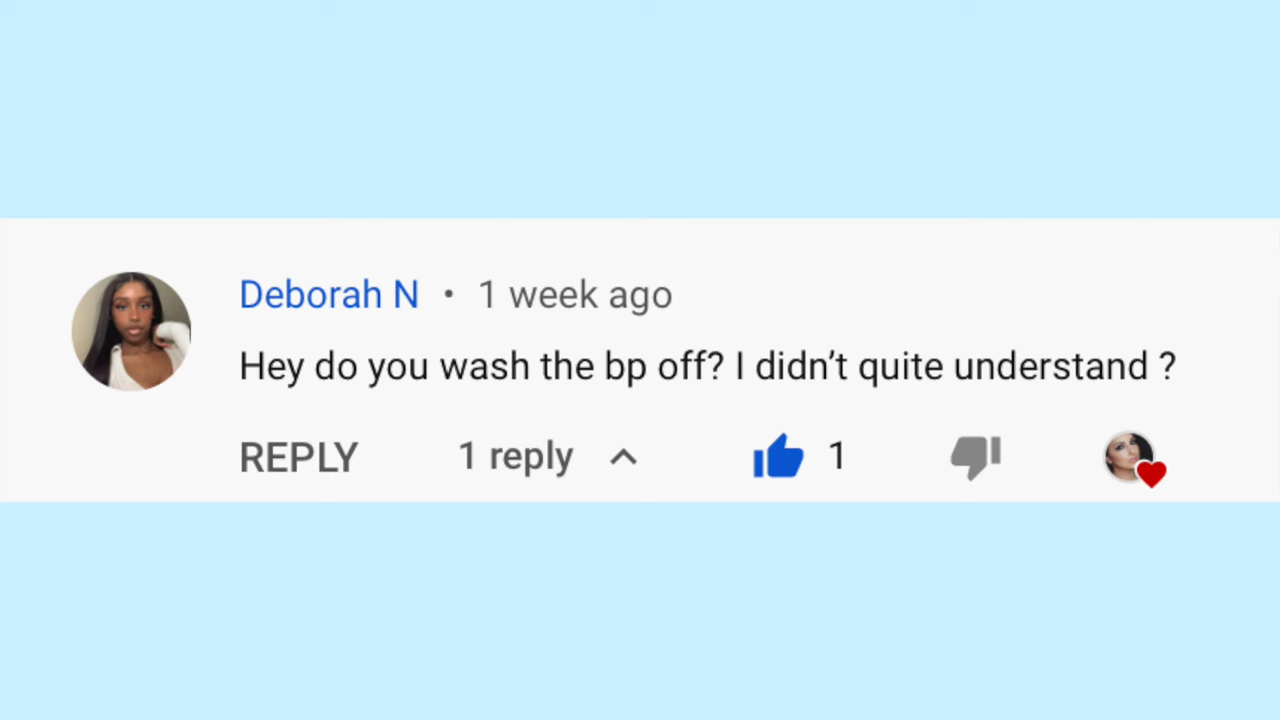 Deborah N • 1 week ago
Hey do you wash the bp off? I didn’t quite understand ?
REPLY 1 reply 1